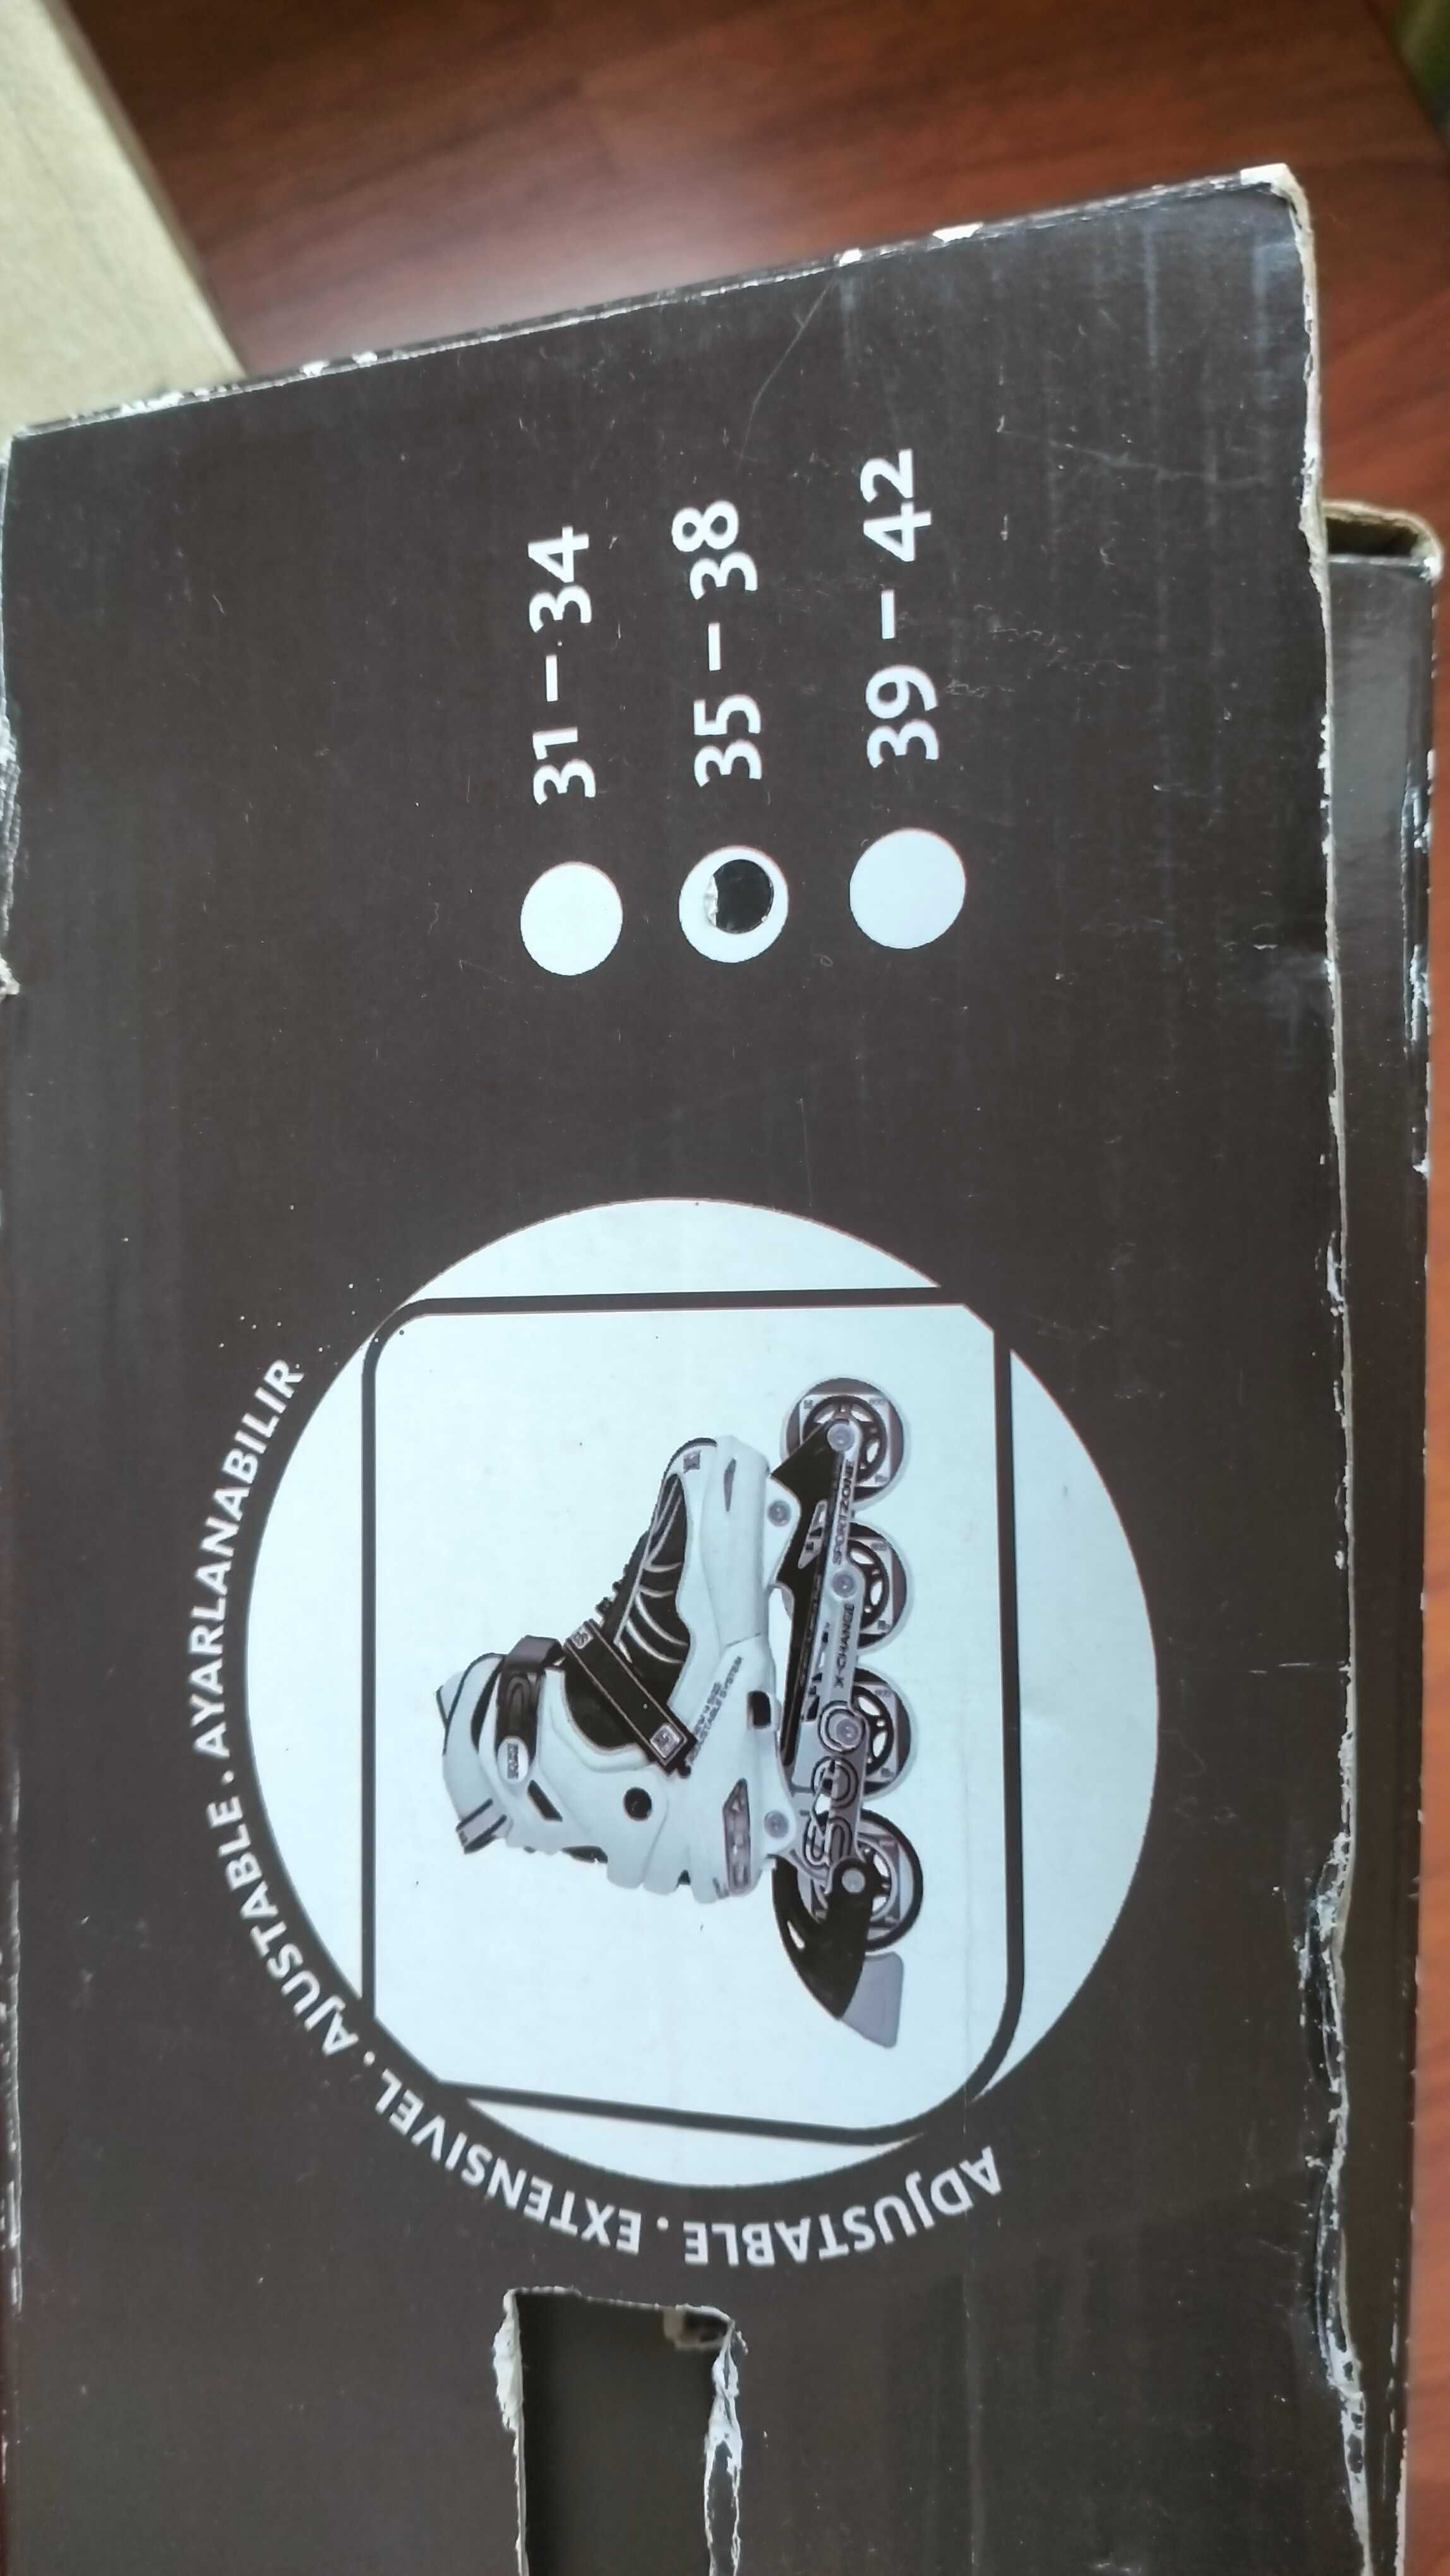 31 - 34
35 - 38
39 - 42
ADJUSTABLE . EXTENSIVEL . AJUSTABLE . AYARLANABILIR
SPORTZONE
X-CHANGE